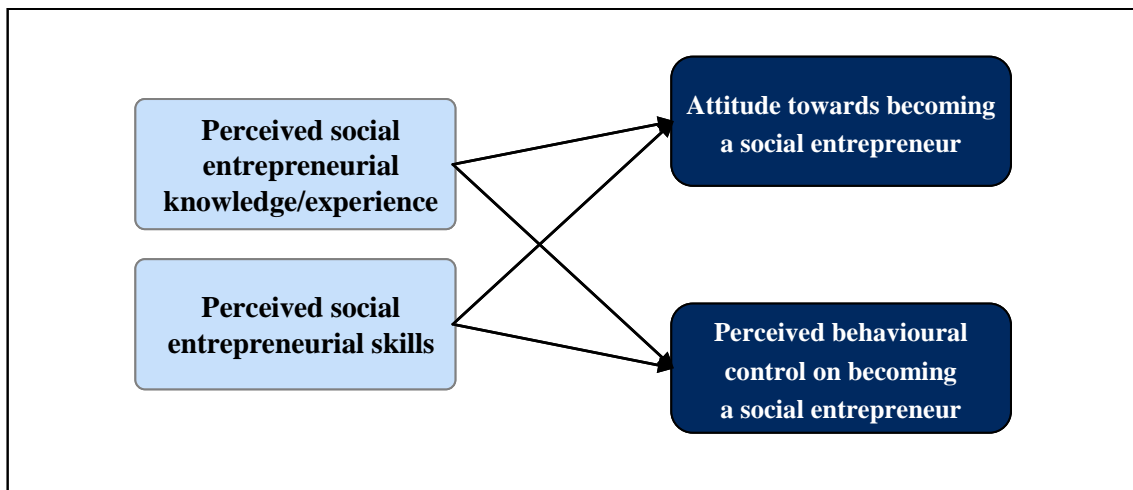 Perceived social
entrepreneurial
knowledge/experience
Perceived social
entrepreneurial skills
Attitude towards becoming
a social entrepreneur
Perceived behavioural
control on becoming
a social entrepreneur